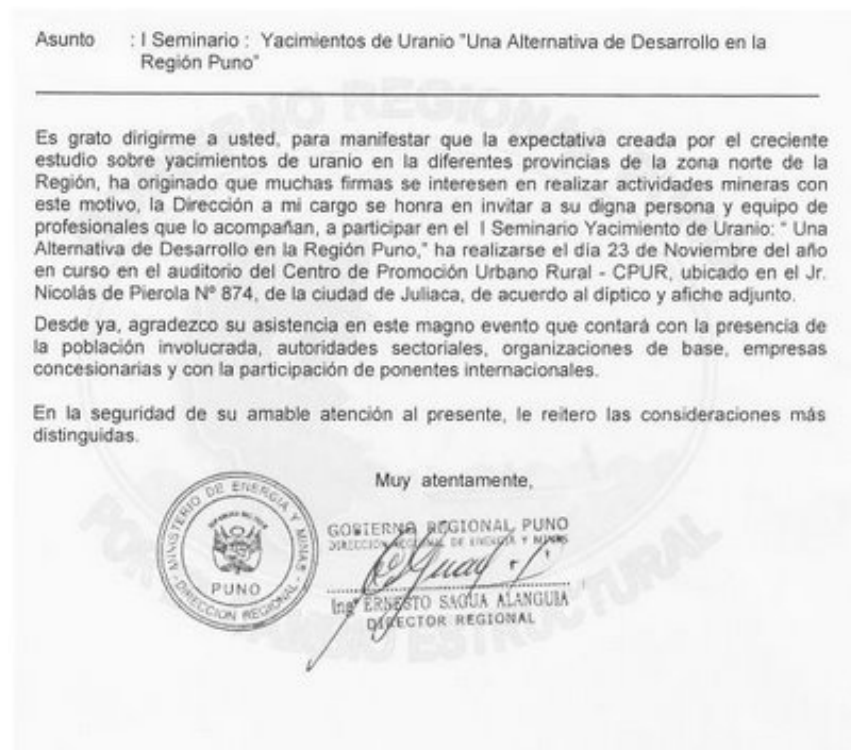 Asunto : I Seminario : Yacimientos de Uranio "Una Alternativa de Desarrollo en la
Región Puno"
Es grato dirigirme a usted, para manifestar que la expectativa creada por el creciente
estudio sobre yacimientos de uranio en la diferentes provincias de la zona norte de la
Región, ha originado que muchas firmas se interesen en realizar actividades mineras con
este motivo, la Dirección a mi cargo se honra en invitar a su digna persona y equipo de
profesionales que lo acompañan, a participar en el I Seminario Yacimiento de Uranio: " Una
Alternativa de Desarrollo en la Región Puno," ha realizarse el día 23 de Noviembre del año
en curso en el auditorio del Centro de Promoción Urbano Rural - CPUR, ubicado en el Jr.
Nicolás de Pierola Nº 874, de la ciudad de Juliaca, de acuerdo al díptico y afiche adjunto.
Desde ya, agradezco su asistencia en este magno evento que contará con la presencia de
la población involucrada, autoridades sectoriales, organizaciones de base, empresas
concesionarias y con la participación de ponentes internacionales.
En la seguridad de su amable atención al presente, le reitero las consideraciones más
distinguidas.
Muy atentamente,
MINISTERIO DE ENERGIA Y MINAS
PUNO
DIRECCION REGIONAL
GOBIERNO REGIONAL PUNO
DIRECCION REGIONAL DE ENERGIA Y MINAS
Ing° ERNESTO SAGUA ALANGUIA
DIRECTOR REGIONAL